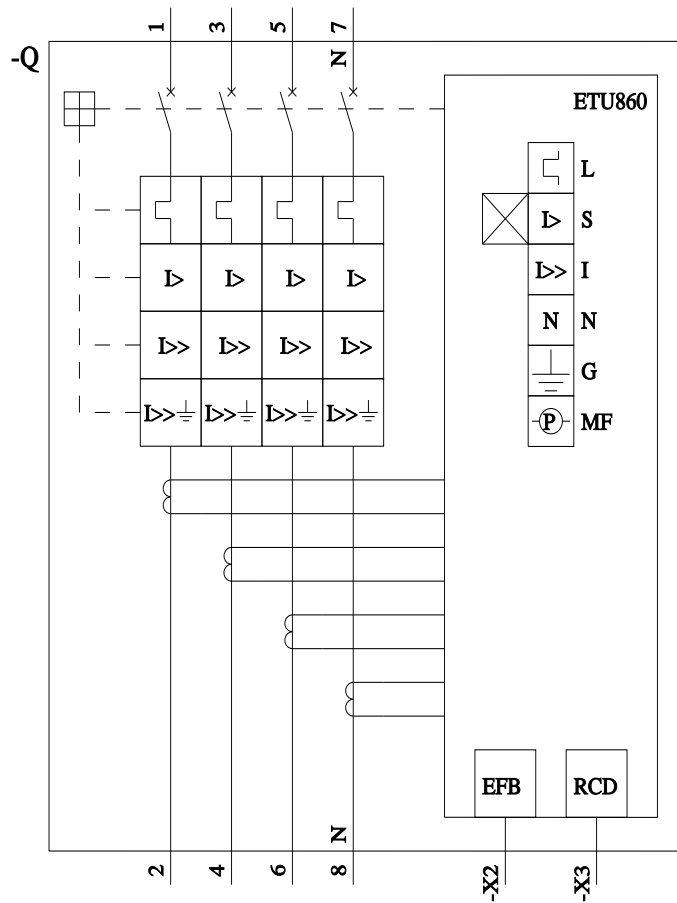 1 3 5 7
N
-Q
ETU860
L
I> S
I>> I
N N
G
P MF
I> I> I> I>
I>> I>> I>> I>>
I>> I>> I>> I>>
EFB RCD
N
2 4 6 8 -X2 -X3